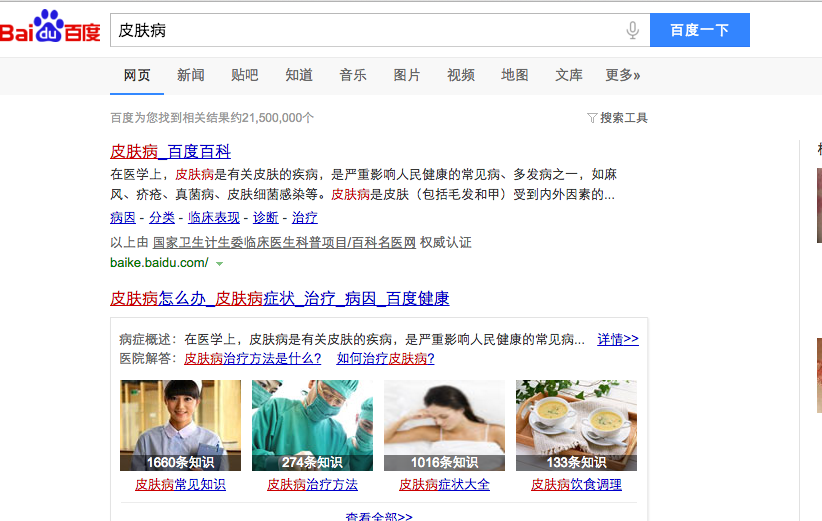 Bai du 百度
皮肤病
百度一下
网页 新闻 贴吧 知道 音乐 图片 视频 地图 文库 更多»
百度为您找到相关结果约21,500,000个
搜索工具
皮肤病_百度百科
在医学上，皮肤病是有关皮肤的疾病，是严重影响人民健康的常见病、多发病之一，如麻
风、疥疮、真菌病、皮肤细菌感染等。皮肤病是皮肤（包括毛发和甲）受到内外因素的...
病因 - 分类 - 临床表现 - 诊断 - 治疗
以上由 国家卫生计生委临床医生科普项目/百科名医网 权威认证
baike.baidu.com/
皮肤病怎么办_皮肤病症状_治疗_病因_百度健康
病症概述：在医学上，皮肤病是有关皮肤的疾病，是严重影响人民健康的常见病... 详情>>
医院解答：皮肤病治疗方法是什么? 如何治疗皮肤病?
1660条知识 274条知识 1016条知识 133条知识
皮肤病常见知识 皮肤病治疗方法 皮肤病症状大全 皮肤病饮食调理
查看全部>>